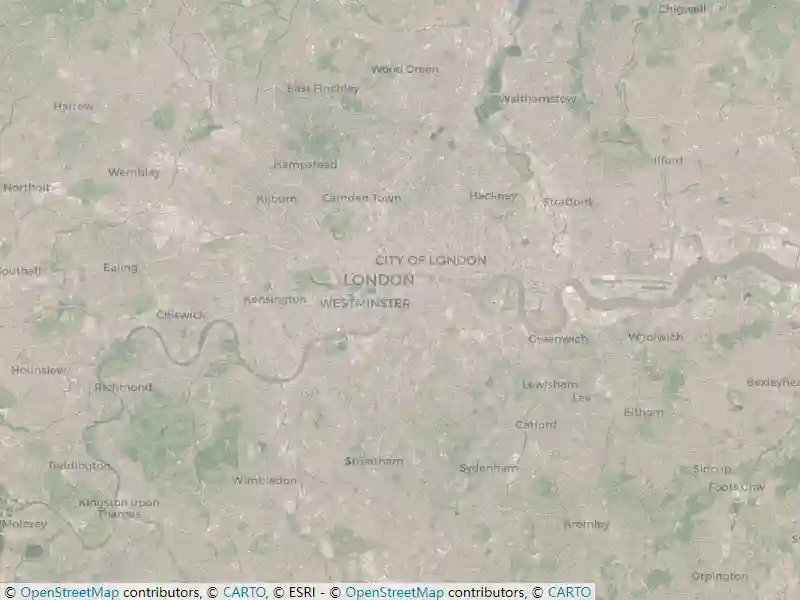 Chigwell
Wood Green
East Finchley
Walthamstow
Harrow
Hampstead
Ilford
Wembley
Northolt
Kilburn
Camden Town
Hackney
Stratford
CITY OF LONDON
Southall
Ealing
LONDON
Kensington
WESTMINSTER
Chiswick
Greenwich
Woolwich
Hounslow
Richmond
Lewisham
Bexleyhea
Lee
Eltham
Catford
Teddington
Streatham
Sydenham
Sidcup
Wimbledon
Foots Cray
Kingston upon
Thames
Molesey
Bromley
Orpington
© OpenStreetMap contributors, © CARTO, © ESRI - © OpenStreetMap contributors, © CARTO